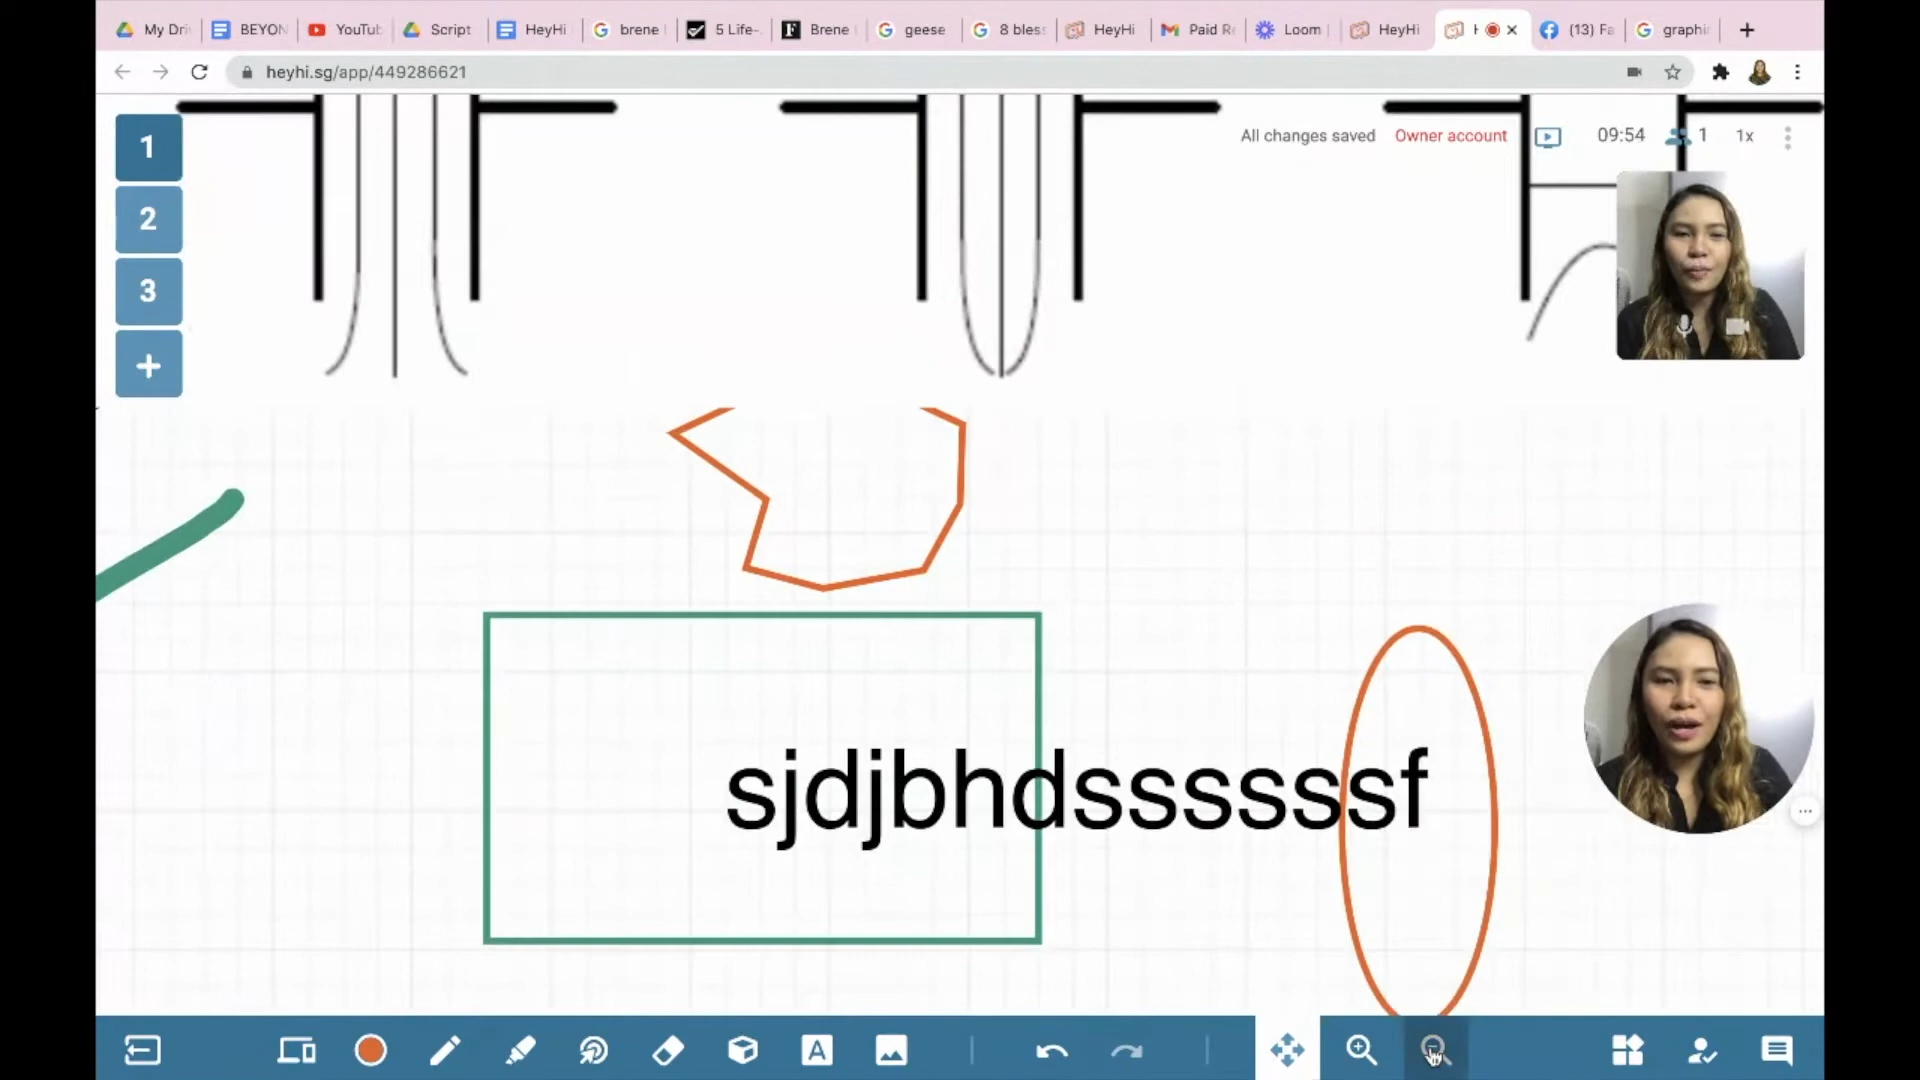 My Dri
BEYON
YouTub
Script
HeyHi
brene
5 Life-
Brene
geese
8 bless
HeyHi
Paid Re
Loom
HeyHi
(13) Fa
graphi
heyhi.sg/app/449286621
1
2
3
All changes saved
Owner account
09:54
1
1x
sjdjbhdssssssf
A